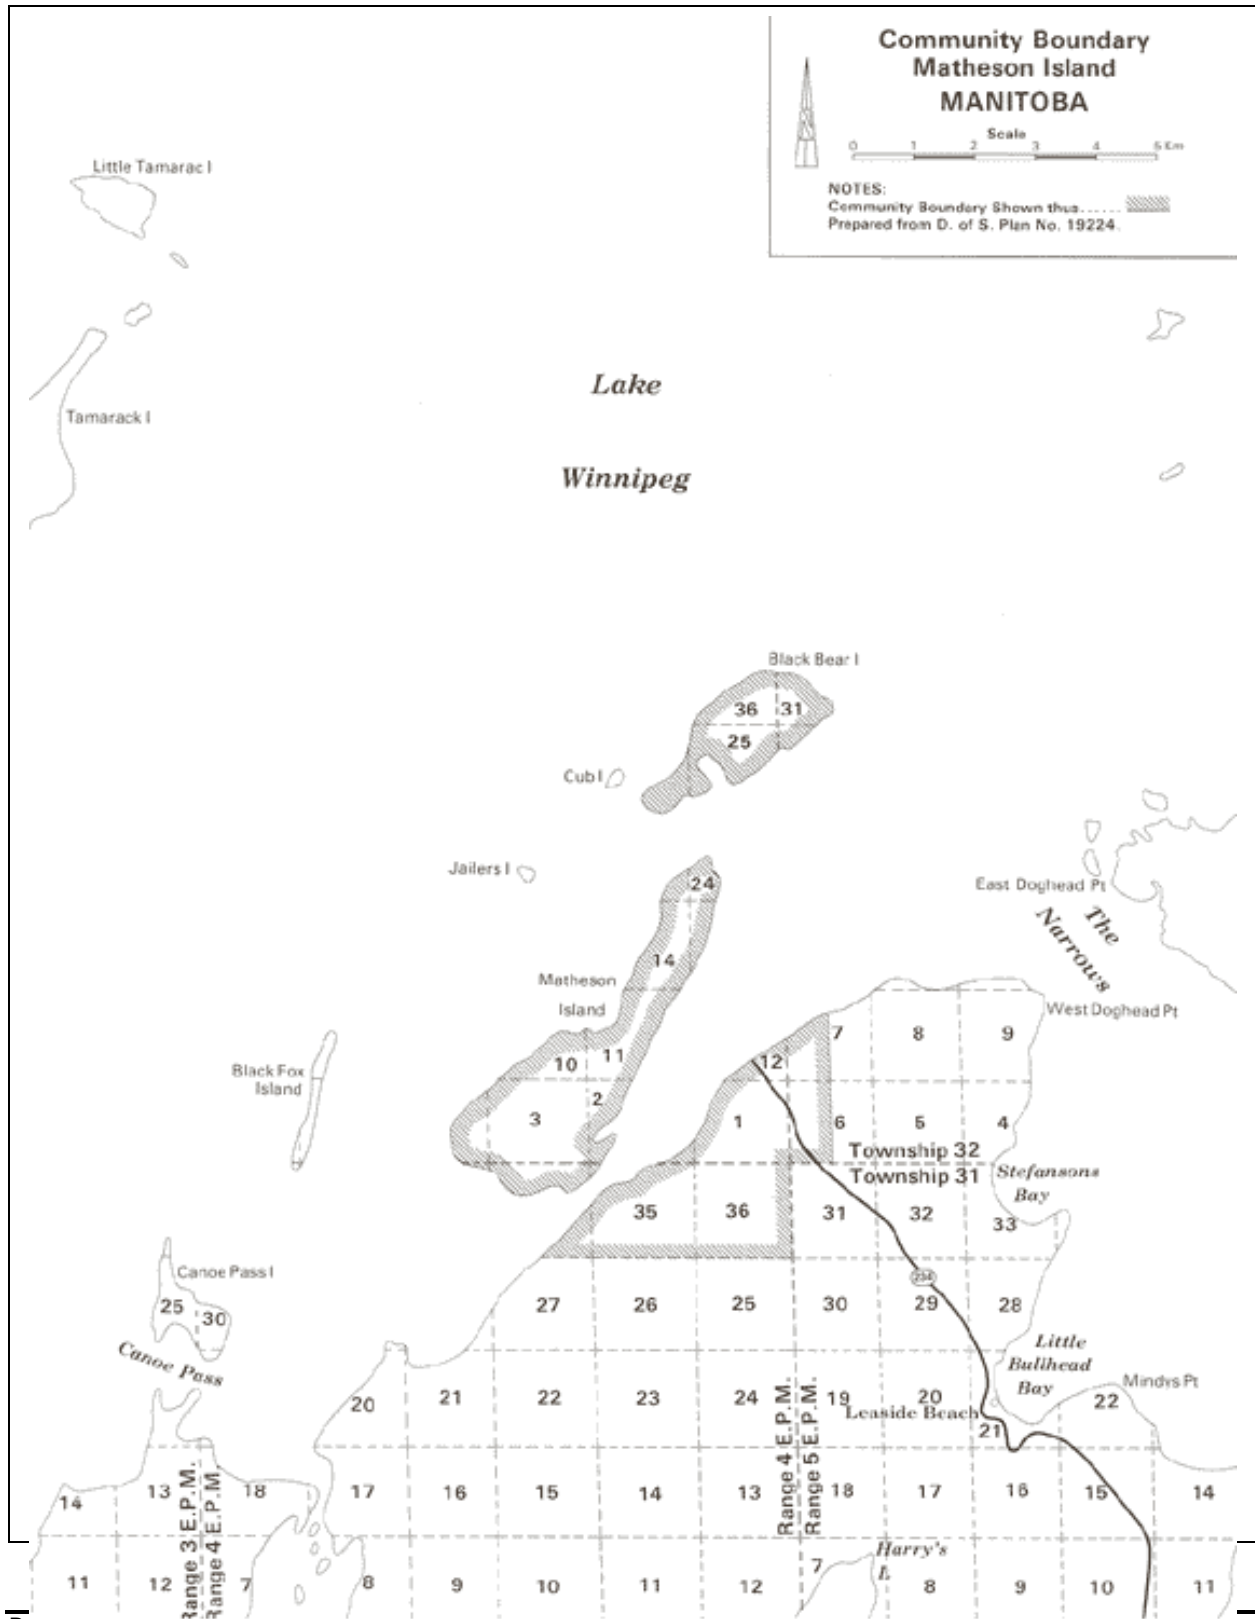 Community Boundary
Matheson Island
MANITOBA
Scale
0 1 2 3 4 5 Km
NOTES:
Community Boundary Shown thus......
Prepared from D. of S. Plan No. 19224.
Little Tamarac I
Tamarack I
Lake
Winnipeg
Black Bear I
36 31
25
Cub I
Jailers I
24
East Doghead Pt
The
Narrows
14
Matheson
Island
West Doghead Pt
7 8 9
12
10 11
Black Fox
Island
2
3 1 6 5 4
Township 32
Township 31
Stefansons
Bay
35 36 31 32 33
Canoe Pass I
234
25 30
27 26 25 30 29 28
Canoe Pass
Little
Bullhead
Bay
Mindys Pt
20 21 22 23 24 19 20 22
Leaside Beach
21
Range 4 E.P.M.
Range 5 E.P.M.
14 13 18 17 16 15 14 13 18 17 16 15 14
Range 3 E.P.M.
Range 4 E.P.M.
Harry's
L
11 12 7 8 9 10 11 12 7 8 9 10 11